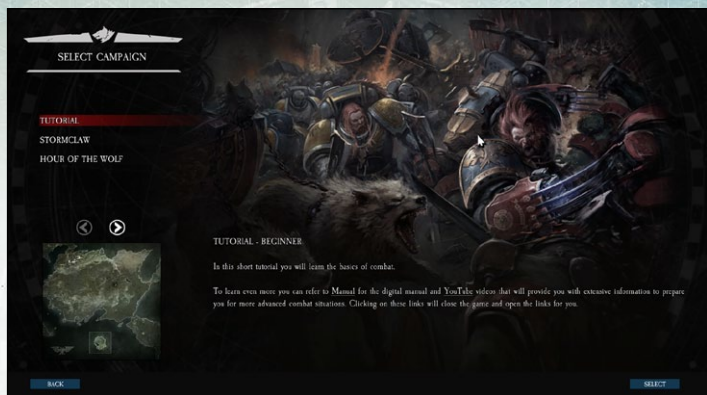 SELECT CAMPAIGN
TUTORIAL
STORMCLAW
HOUR OF THE WOLF
TUTORIAL - BEGINNER
In this short tutorial you will learn the basics of combat.
To learn even more you can refer to Manual for the digital manual and YouTube videos that will provide you with extensive information to prepare
you for more advanced combat situations. Clicking on these links will close the game and open the links for you.
BACK
SELECT